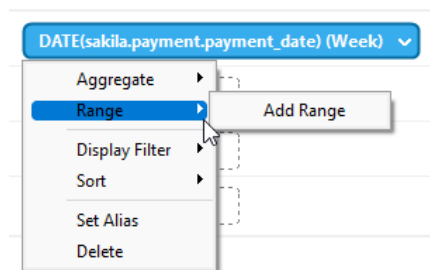 DATE(sakila.payment.payment_date) (Week)
Aggregate
Range
Add Range
Display Filter
Sort
Set Alias
Delete